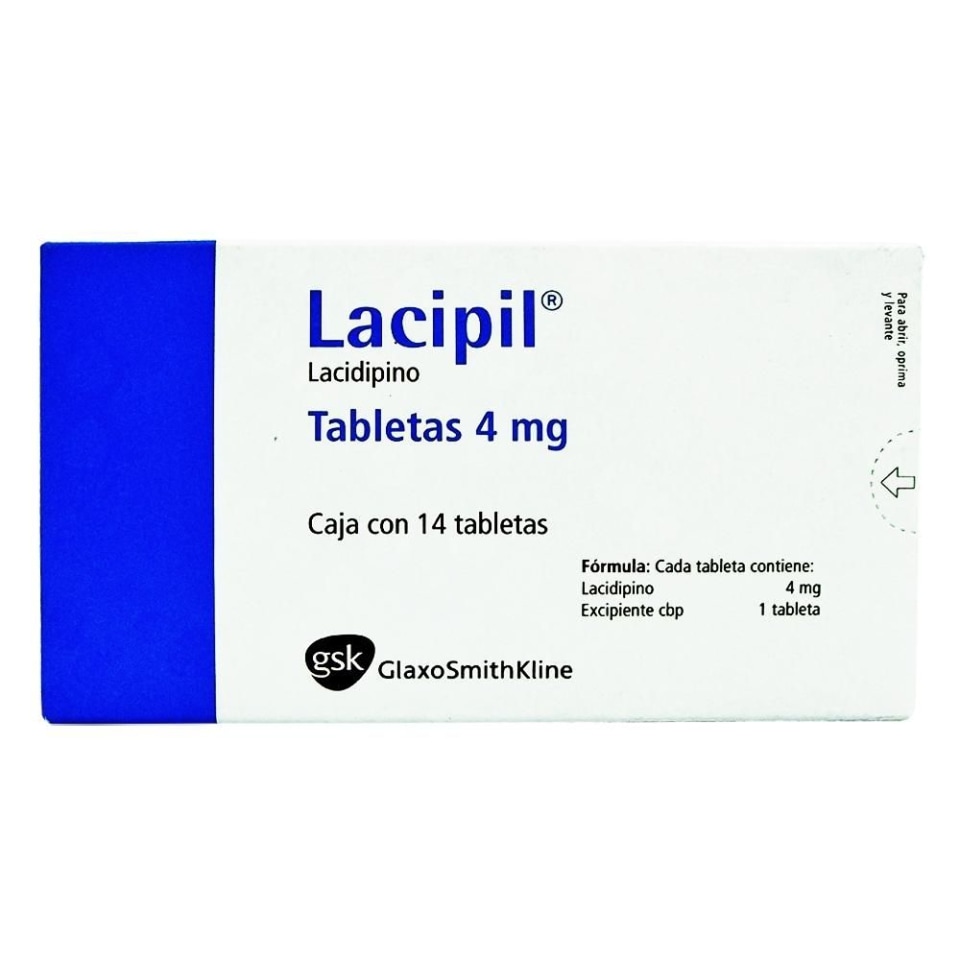 Lacipil®
Lacidipino
Tabletas 4 mg
Caja con 14 tabletas
Para abrir, oprima
y levante
Fórmula: Cada tableta contiene:
Lacidipino 4 mg
Excipiente cbp 1 tableta
gsk GlaxoSmithKline